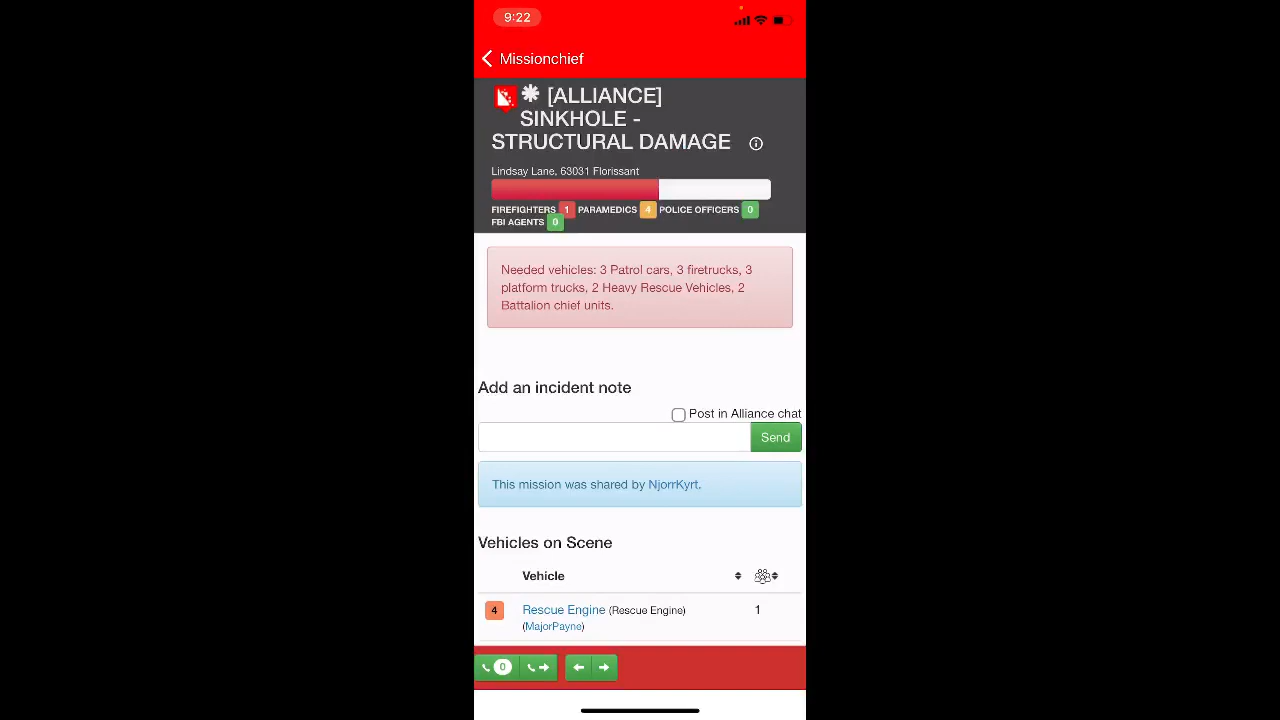 9:22
Missionchief
[ALLIANCE]
SINKHOLE -
STRUCTURAL DAMAGE
Lindsay Lane, 63031 Florissant
FIREFIGHTERS 1 PARAMEDICS 4 POLICE OFFICERS 0
FBI AGENTS 0
Needed vehicles: 3 Patrol cars, 3 firetrucks, 3
platform trucks, 2 Heavy Rescue Vehicles, 2
Battalion chief units.
Add an incident note
Post in Alliance chat
Send
This mission was shared by NjorrKyrt.
Vehicles on Scene
Vehicle
4 Rescue Engine (Rescue Engine) 1
(MajorPayne)
0